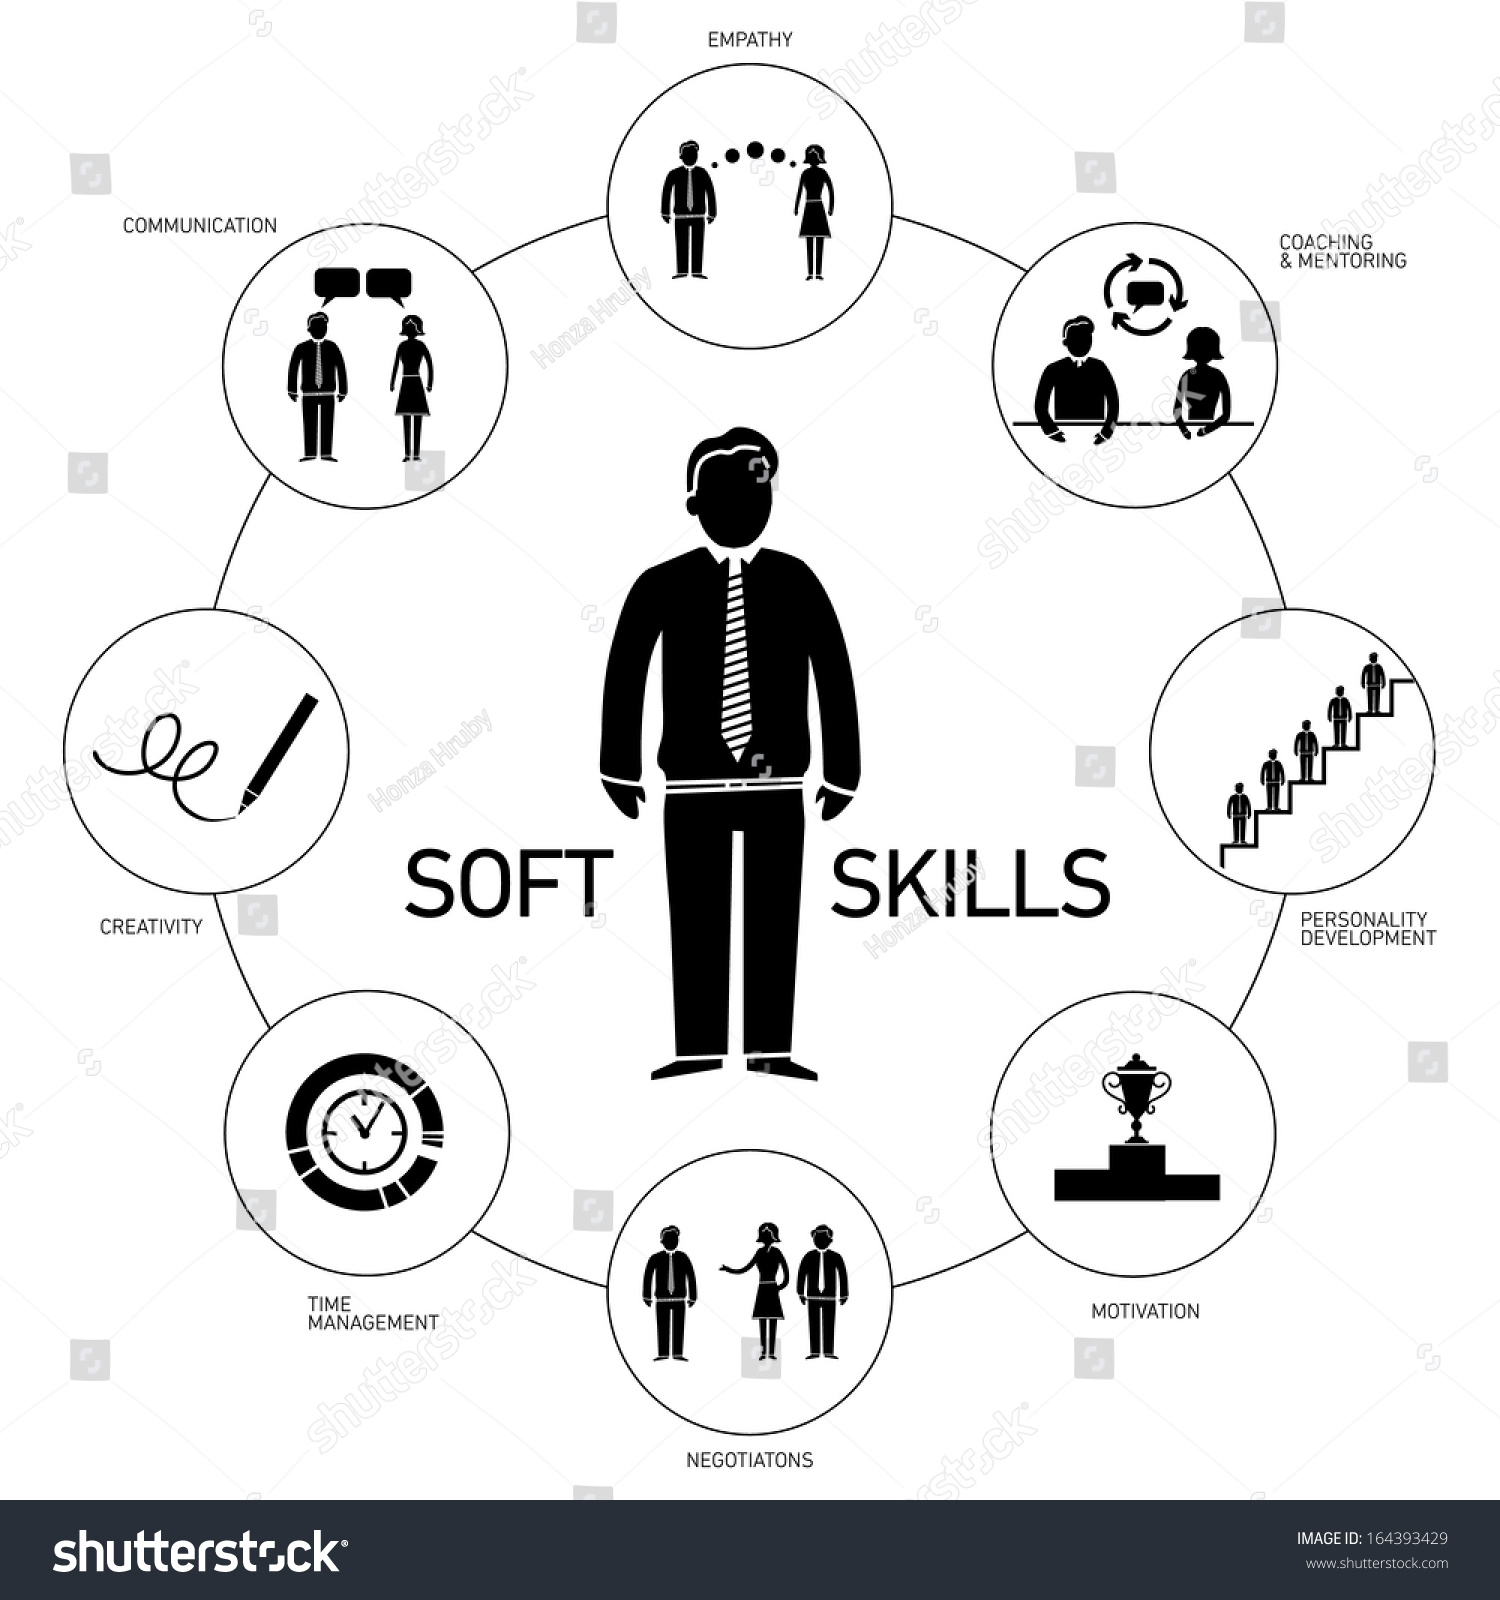 EMPATHY
COMMUNICATION
COACHING
& MENTORING
SOFT SKILLS
CREATIVITY
PERSONALITY
DEVELOPMENT
TIME
MANAGEMENT
MOTIVATION
NEGOTIATONS
shutterstock
Honza Hruby
shutterstock
IMAGE ID: 164393429
www.shutterstock.com